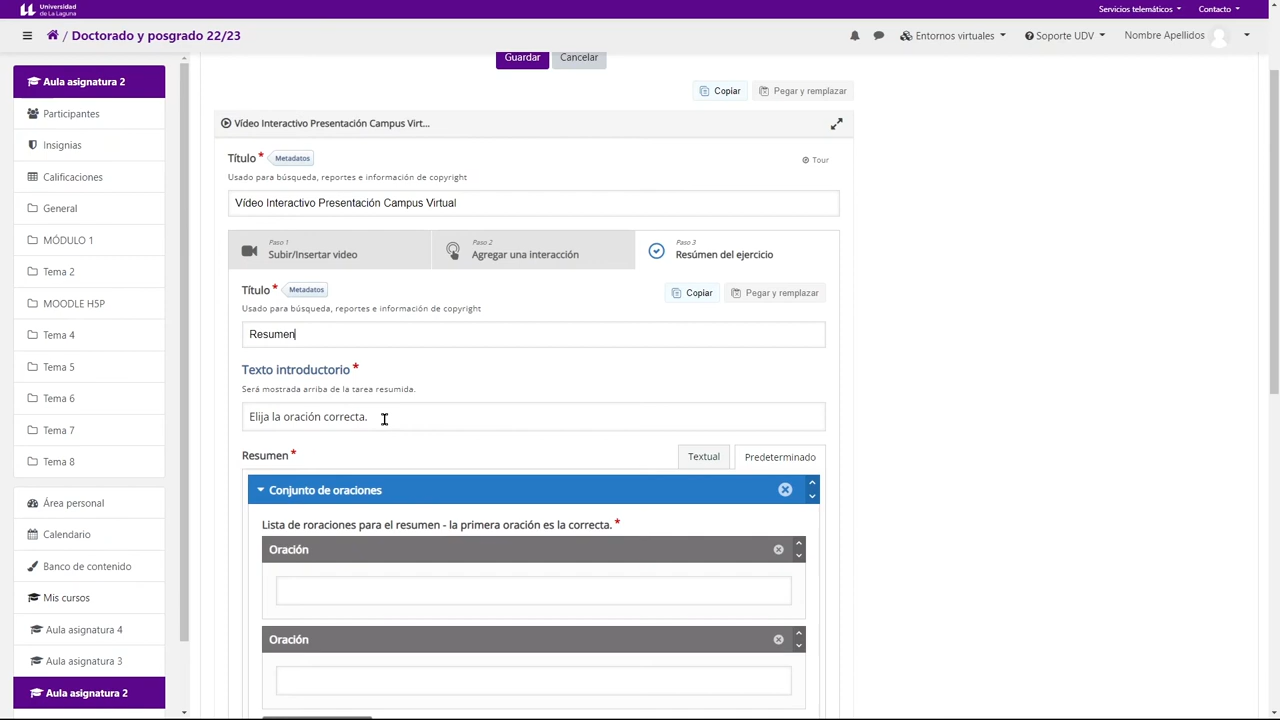 Universidad
de La Laguna
Servicios telemáticos
Contacto
/ Doctorado y posgrado 22/23
Entornos virtuales
Soporte UDV
Nombre Apellidos
Aula asignatura 2
Participantes
Insignias
Calificaciones
General
MÓDULO 1
Tema 2
MOODLE H5P
Tema 4
Tema 5
Tema 6
Tema 7
Tema 8
Área personal
Calendario
Banco de contenido
Mis cursos
Aula asignatura 4
Aula asignatura 3
Aula asignatura 2
Guardar
Cancelar
Copiar
Pegar y remplazar
Vídeo Interactivo Presentación Campus Virt...
Título *
Metadatos
Tour
Usado para búsqueda, reportes e información de copyright
Vídeo Interactivo Presentación Campus Virtual
Paso 1
Subir/Insertar video
Paso 2
Agregar una interacción
Paso 3
Resúmen del ejercicio
Título *
Metadatos
Copiar
Pegar y remplazar
Usado para búsqueda, reportes e información de copyright
Resumen
Texto introductorio *
Será mostrada arriba de la tarea resumida.
Elija la oración correcta.
Resumen *
Textual
Predeterminado
Conjunto de oraciones
Lista de roraciones para el resumen - la primera oración es la correcta. *
Oración
Oración